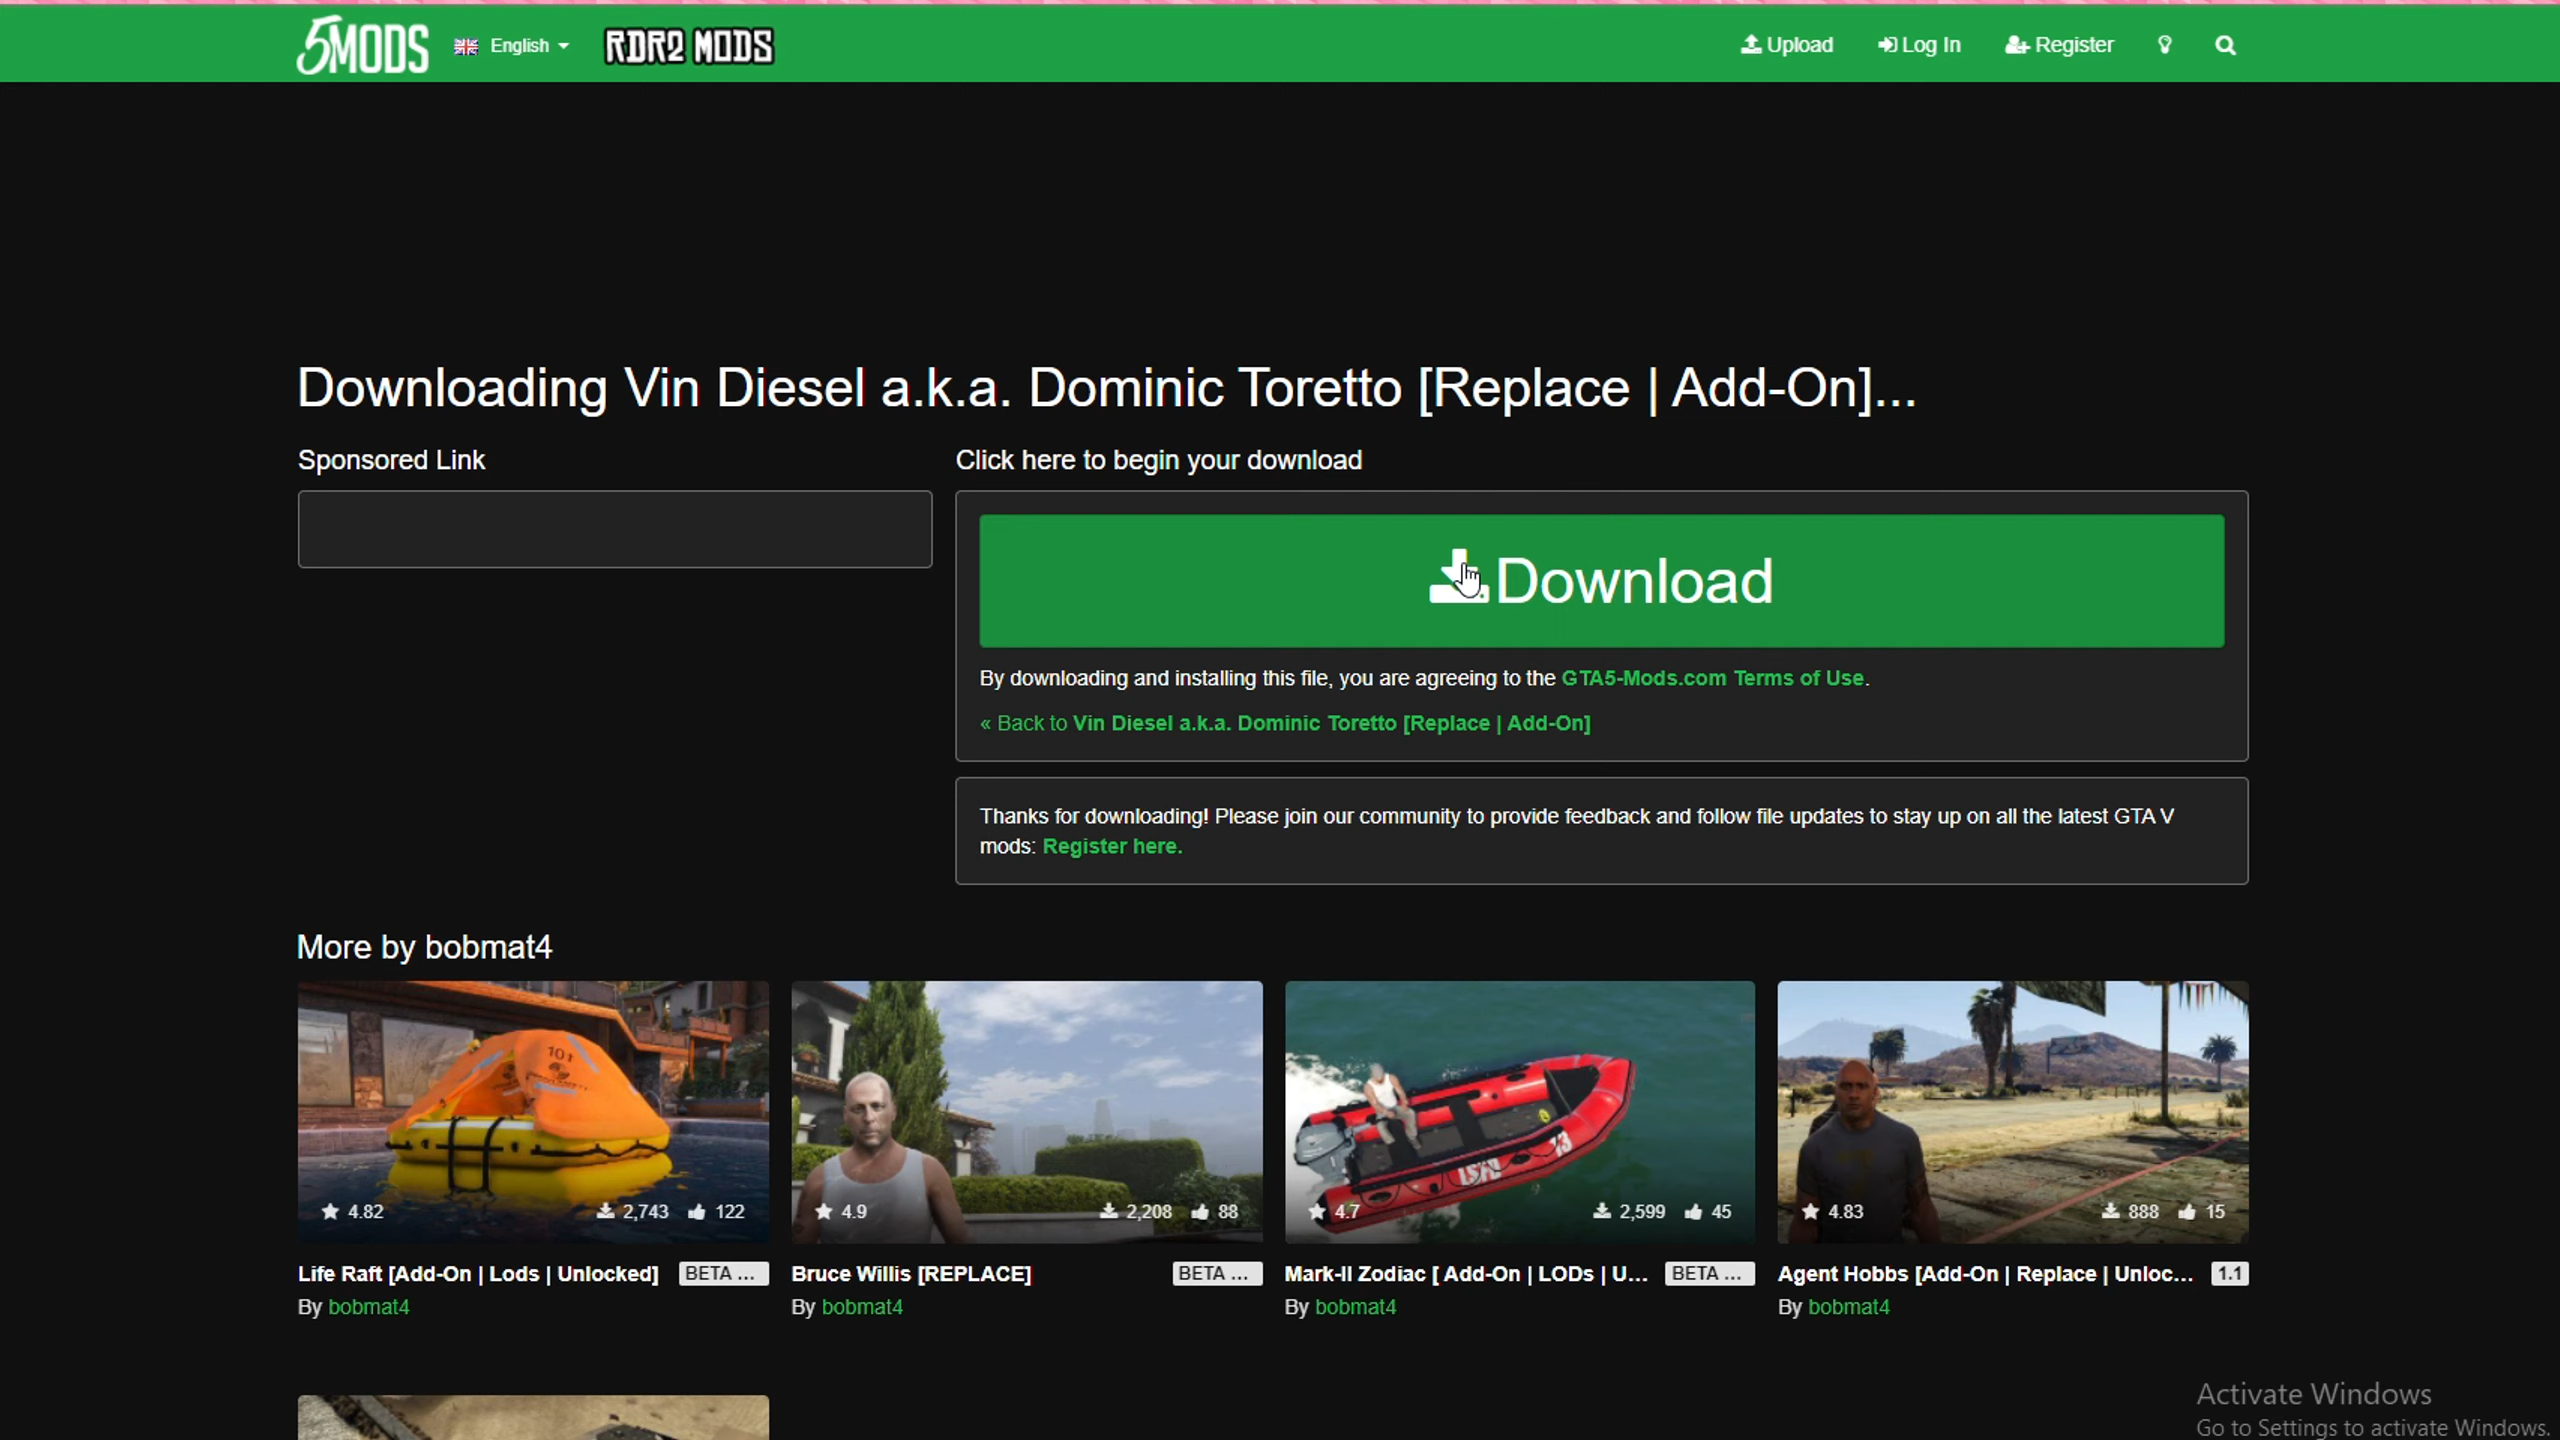 5MODS English RDR2 MODS Upload Log In Register
Downloading Vin Diesel a.k.a. Dominic Toretto [Replace | Add-On]...
Sponsored Link
Click here to begin your download
Download
By downloading and installing this file, you are agreeing to the GTA5-Mods.com Terms of Use.
« Back to Vin Diesel a.k.a. Dominic Toretto [Replace | Add-On]
Thanks for downloading! Please join our community to provide feedback and follow file updates to stay up on all the latest GTA V
mods: Register here.
More by bobmat4
101
4.82 2,743 122
Life Raft [Add-On | Lods | Unlocked] BETA ...
By bobmat4
4.9 2,208 88
Bruce Willis [REPLACE] BETA ...
By bobmat4
73
4.7 2,599 45
Mark-II Zodiac [ Add-On | LODs | U... BETA ...
By bobmat4
4.83 888 15
Agent Hobbs [Add-On | Replace | Unloc... 1.1
By bobmat4
Activate Windows
Go to Settings to activate Windows.